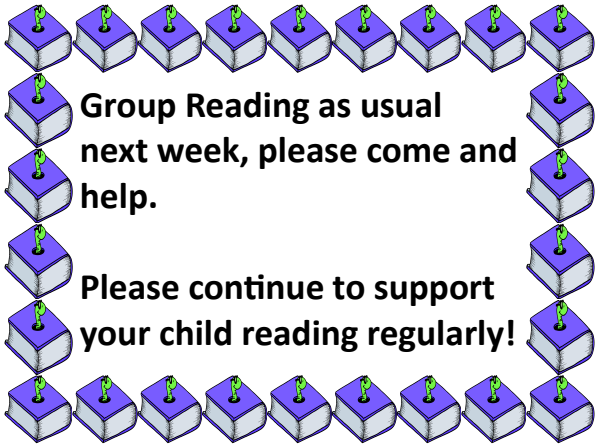 Group Reading as usual
next week, please come and
help.
Please continue to support
your child reading regularly!